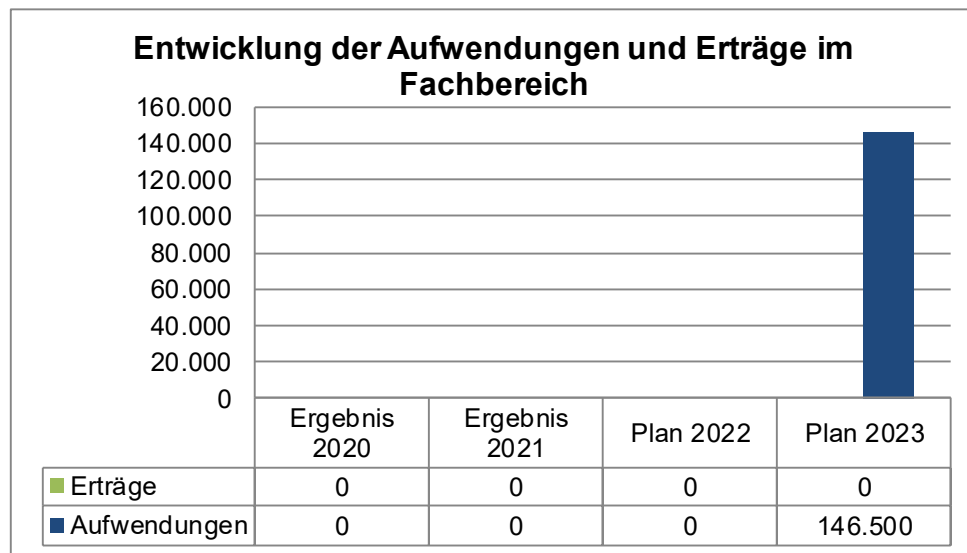 Entwicklung der Aufwendungen und Erträge im
Fachbereich
160.000
140.000
120.000
100.000
80.000
60.000
40.000
20.000
0
Ergebnis 2020 Ergebnis 2021 Plan 2022 Plan 2023
Erträge 0 0 0 0
Aufwendungen 0 0 0 146.500